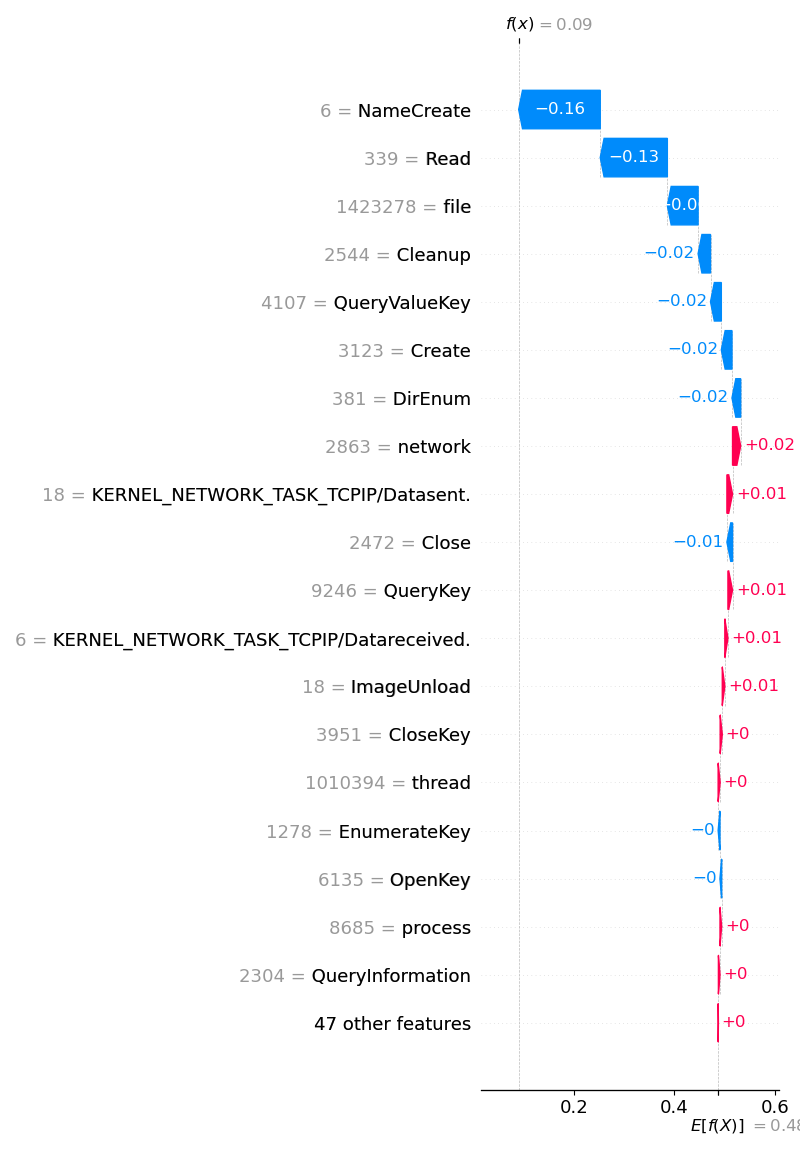 f(x) = 0.09
6 = NameCreate −0.16
339 = Read −0.13
1423278 = file −0.0
2544 = Cleanup −0.02
4107 = QueryValueKey −0.02
3123 = Create −0.02
381 = DirEnum −0.02
2863 = network +0.02
18 = KERNEL_NETWORK_TASK_TCPIP/Datasent. +0.01
2472 = Close −0.01
9246 = QueryKey +0.01
6 = KERNEL_NETWORK_TASK_TCPIP/Datareceived. +0.01
18 = ImageUnload +0.01
3951 = CloseKey +0
1010394 = thread +0
1278 = EnumerateKey −0
6135 = OpenKey −0
8685 = process +0
2304 = QueryInformation +0
47 other features +0
0.2 0.4 0.6
E[f(X)] = 0.48